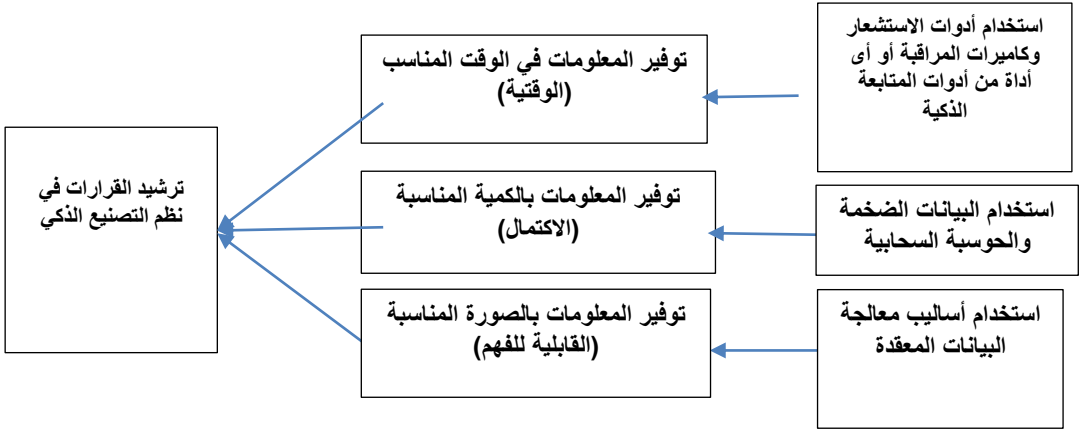 استخدام أدوات الاستشعار
وكاميرات المراقبة أو أى
أداة من أدوات المتابعة
الذكية
توفير المعلومات في الوقت المناسب
(الوقتية)
استخدام البيانات الضخمة
والحوسبة السحابية
توفير المعلومات بالكمية المناسبة
(الاكتمال)
استخدام أساليب معالجة
البيانات المعقدة
توفير المعلومات بالصورة المناسبة
(القابلية للفهم)
ترشيد القرارات في
نظم التصنيع الذكي